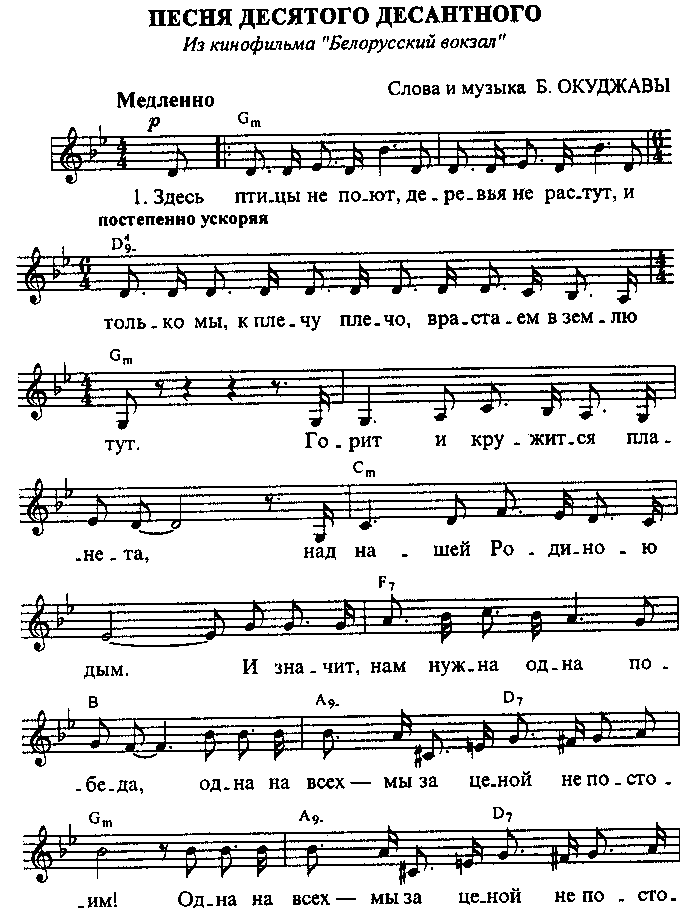 ПЕСНЯ ДЕСЯТОГО ДЕСАНТНОГО
Из кинофильма "Белорусский вокзал"
Слова и музыка Б. ОКУДЖАВЫ
Медленно
p
Gm
1. Здесь пти-цы не по-ют, де-ре-вья не рас-тут, и
постепенно ускоряя
D4 9-
толь-ко мы, к пле-чу пле-чо, вра-ста-ем в зем-лю
Gm
тут. Го-рит и кру-жит-ся пла-
Cm
-не-та, над на-шей Ро-ди-но-ю
F7
дым. И зна-чит, нам нуж-на од-на по-
B A9- D7
-бе-да, од-на на всех — мы за це-ной не по-сто-
Gm A9- D7
-им! Од-на на всех — мы за це-ной не по-сто-